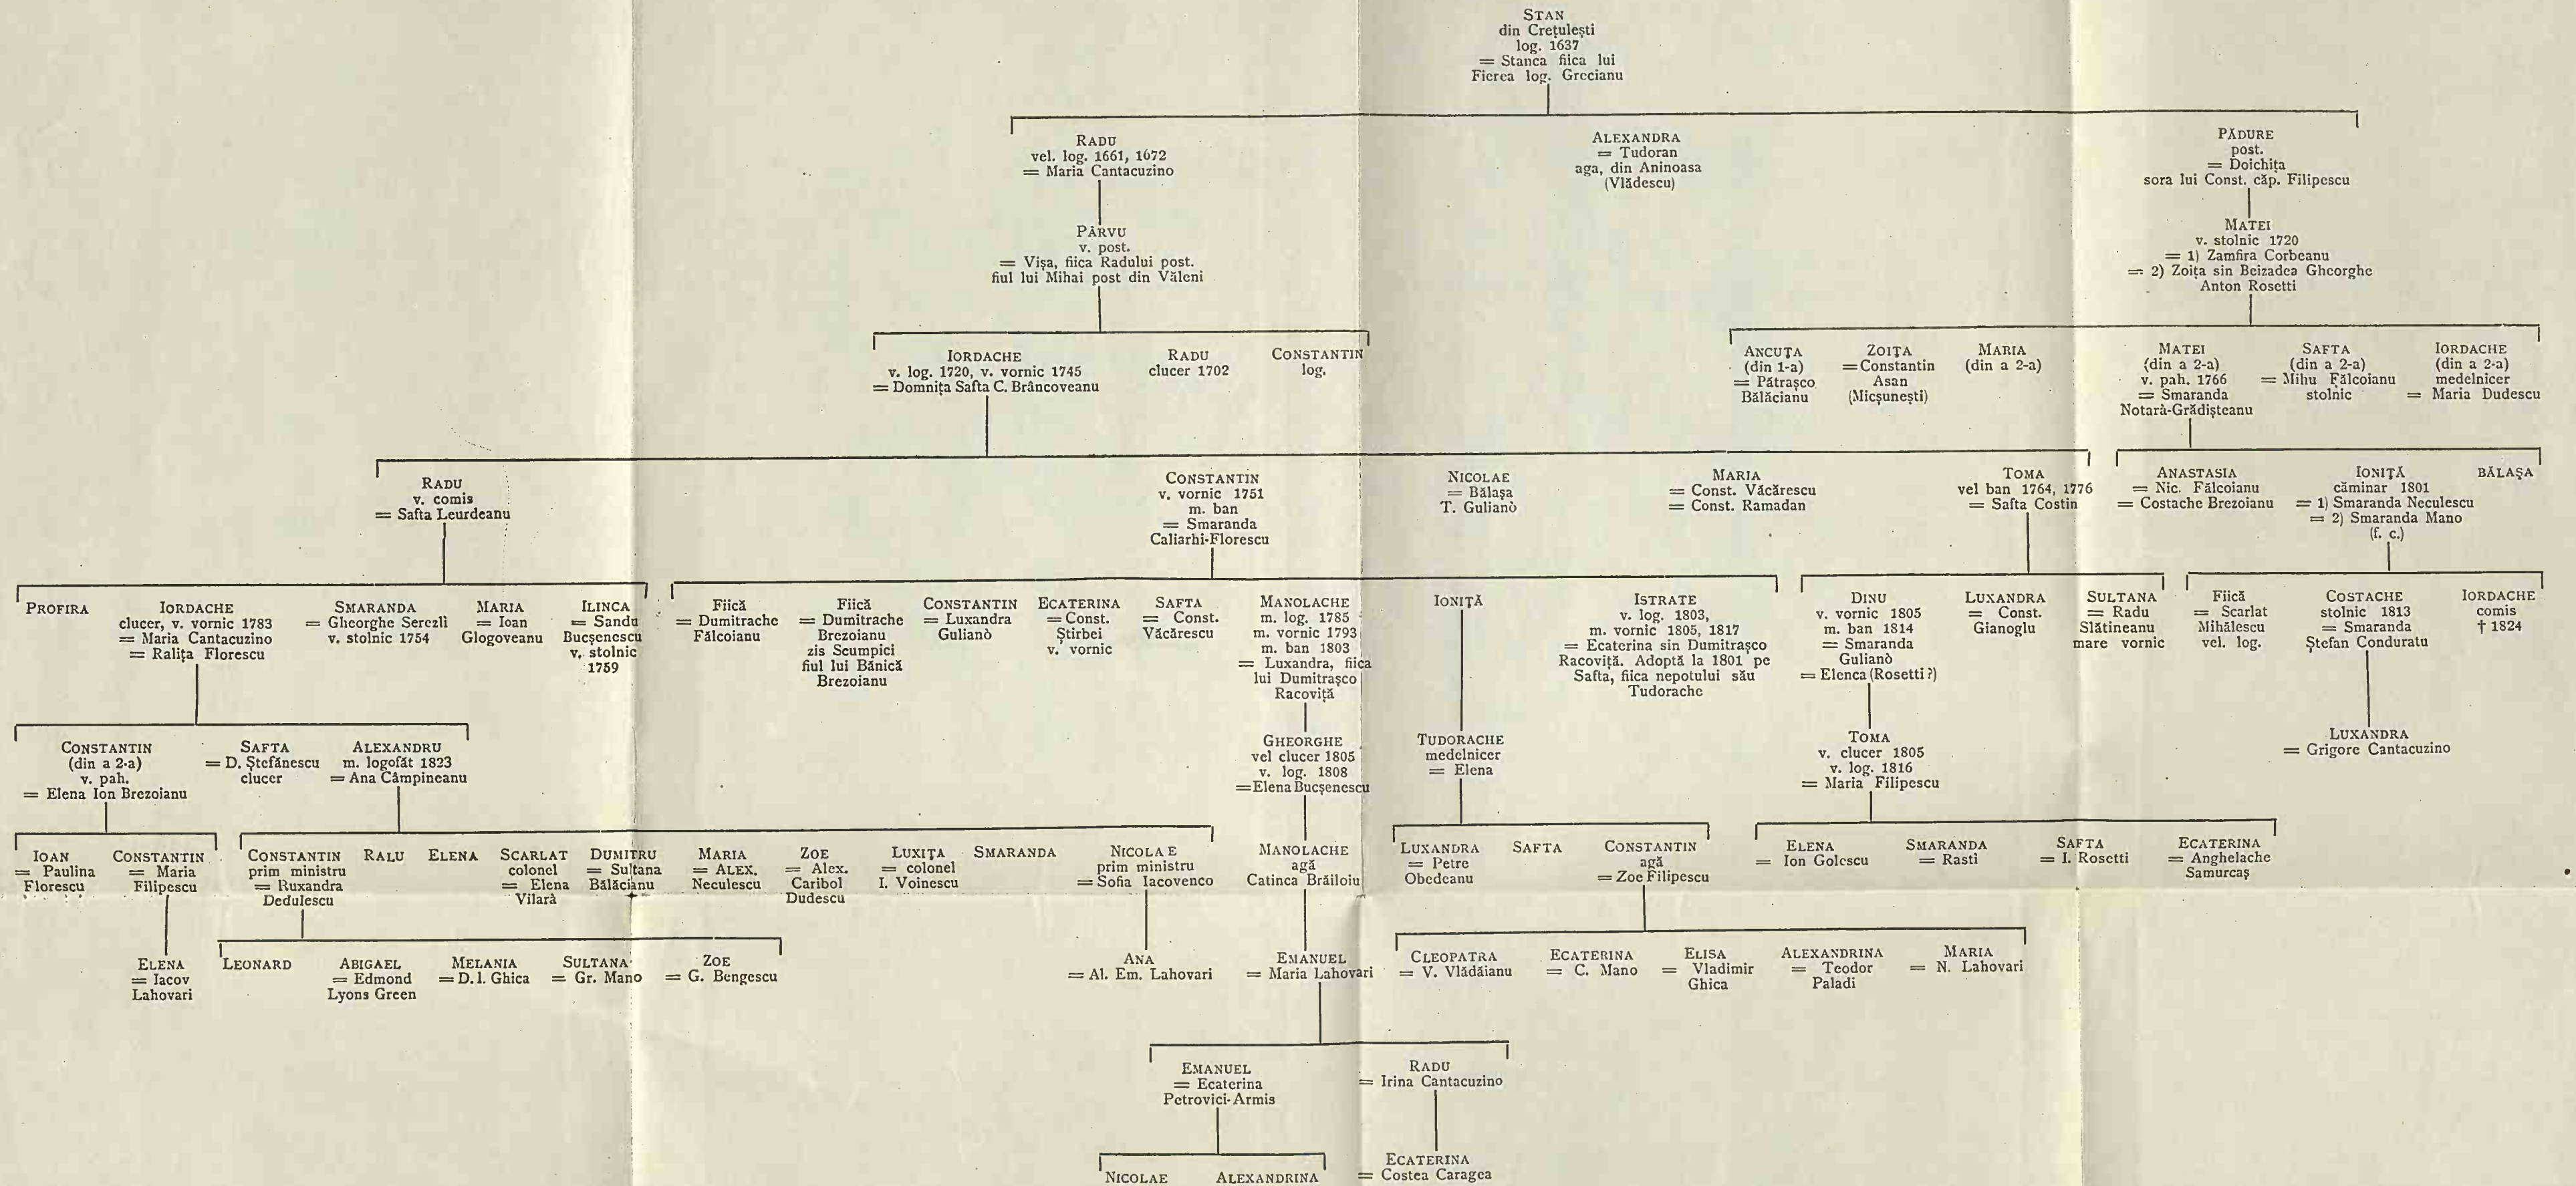 STAN
din Crețulești
log. 1637
= Stanca fiica lui
Fierea log. Grecianu
RADU
vel. log. 1661, 1672
= Maria Cantacuzino
ALEXANDRA
= Tudoran
aga, din Aninoasa
(Vlădescu)
PĂDURE
post.
= Doichița
sora lui Const. căp. Filipescu
PÂRVU
v. post.
= Vișa, fiica Radului post.
fiul lui Mihai post din Văleni
MATEI
v. stolnic 1720
= 1) Zamfira Corbeanu
= 2) Zoița sin Beizadea Gheorghe
Anton Rosetti
IORDACHE
v. log. 1720, v. vornic 1745
= Domnița Safta C. Brâncoveanu
RADU
clucer 1702
CONSTANTIN
log.
ANCUȚA
(din 1-a)
= Pătrașco
Bălăcianu
ZOIȚA
= Constantin
Asan
(Micșunești)
MARIA
(din a 2-a)
MATEI
(din a 2-a)
v. pah. 1766
= Smaranda
Notarà-Grădișteanu
SAFTA
(din a 2-a)
= Mihu Fălcoianu
stolnic
IORDACHE
(din a 2-a)
medelnicer
= Maria Dudescu
RADU
v. comis
= Safta Leurdeanu
CONSTANTIN
v. vornic 1751
m. ban
= Smaranda
Caliarhi-Florescu
NICOLAE
= Bălașa
T. Gulianò
MARIA
= Const. Văcărescu
= Const. Ramadan
TOMA
vel ban 1764, 1776
= Safta Costin
ANASTASIA
= Nic. Fălcoianu
= Costache Brezoianu
IONIȚĂ
căminar 1801
= 1) Smaranda Neculescu
= 2) Smaranda Mano
(f. c.)
BĂLAȘA
PROFIRA
IORDACHE
clucer, v. vornic 1783
= Maria Cantacuzino
= Ralița Florescu
SMARANDA
= Gheorghe Serezli
v. stolnic 1754
MARIA
= Ioan
Glogoveanu
ILINCA
= Sandu
Bucșenescu
v. stolnic
1759
Fiică
= Dumitrache
Fălcoianu
Fiică
= Dumitrache
Brezoianu
zis Scumpici
fiul lui Bănică
Brezoianu
CONSTANTIN
= Luxandra
Gulianò
ECATERINA
= Const.
Știrbei
v. vornic
SAFTA
= Const.
Văcărescu
MANOLACHE
m. log. 1785
m. vornic 1793
m. ban 1803
= Luxandra, fiica
lui Dumitrașco
Racoviță
IONIȚĂ
ISTRATE
v. log. 1803,
m. vornic 1805, 1817
= Ecaterina sin Dumitrașco
Racoviță. Adoptă la 1801 pe
Safta, fiica nepotului său
Tudorache
DINU
v. vornic 1805
m. ban 1814
= Smaranda
Gulianò
= Elenca (Rosetti ?)
LUXANDRA
= Const.
Gianoglu
SULTANA
= Radu
Slătineanu
mare vornic
Fiică
= Scarlat
Mihălescu
vel. log.
COSTACHE
stolnic 1813
= Smaranda
Ștefan Conduratu
IORDACHE
comis
† 1824
CONSTANTIN
(din a 2-a)
v. pah.
= Elena Ion Brezoianu
SAFTA
= D. Ștefănescu
clucer
ALEXANDRU
m. logofăt 1823
= Ana Câmpineanu
GHEORGHE
vel clucer 1805
v. log. 1808
= Elena Bucșenescu
TUDORACHE
medelnicer
= Elena
TOMA
v. clucer 1805
v. log. 1816
= Maria Filipescu
LUXANDRA
= Grigore Cantacuzino
IOAN
= Paulina
Florescu
CONSTANTIN
= Maria
Filipescu
CONSTANTIN
prim ministru
= Ruxandra
Dedulescu
RALU
ELENA
SCARLAT
colonel
= Elena
Vilarà
DUMITRU
= Sultana
Bălăcianu
MARIA
= ALEX.
Neculescu
ZOE
= Alex.
Caribol
Dudescu
LUXIȚA
= colonel
I. Voinescu
SMARANDA
NICOLAE
prim ministru
= Sofia Iacovenco
MANOLACHE
agă
Catinca Brăiloiu
LUXANDRA
= Petre
Obedeanu
SAFTA
CONSTANTIN
agă
= Zoe Filipescu
ELENA
= Ion Golescu
SMARANDA
= Rasti
SAFTA
= I. Rosetti
ECATERINA
= Anghelache
Samurcaș
ELENA
= Iacov
Lahovari
LEONARD
ABIGAEL
= Edmond
Lyons Green
MELANIA
= D. I. Ghica
SULTANA
= Gr. Mano
ZOE
= G. Bengescu
ANA
= Al. Em. Lahovari
EMANUEL
= Maria Lahovari
CLEOPATRA
= V. Vlădăianu
ECATERINA
= C. Mano
ELISA
= Vladimir
Ghica
ALEXANDRINA
= Teodor
Paladi
MARIA
= N. Lahovari
EMANUEL
= Ecaterina
Petrovici-Armis
RADU
= Irina Cantacuzino
NICOLAE
ALEXANDRINA
ECATERINA
= Costea Caragea